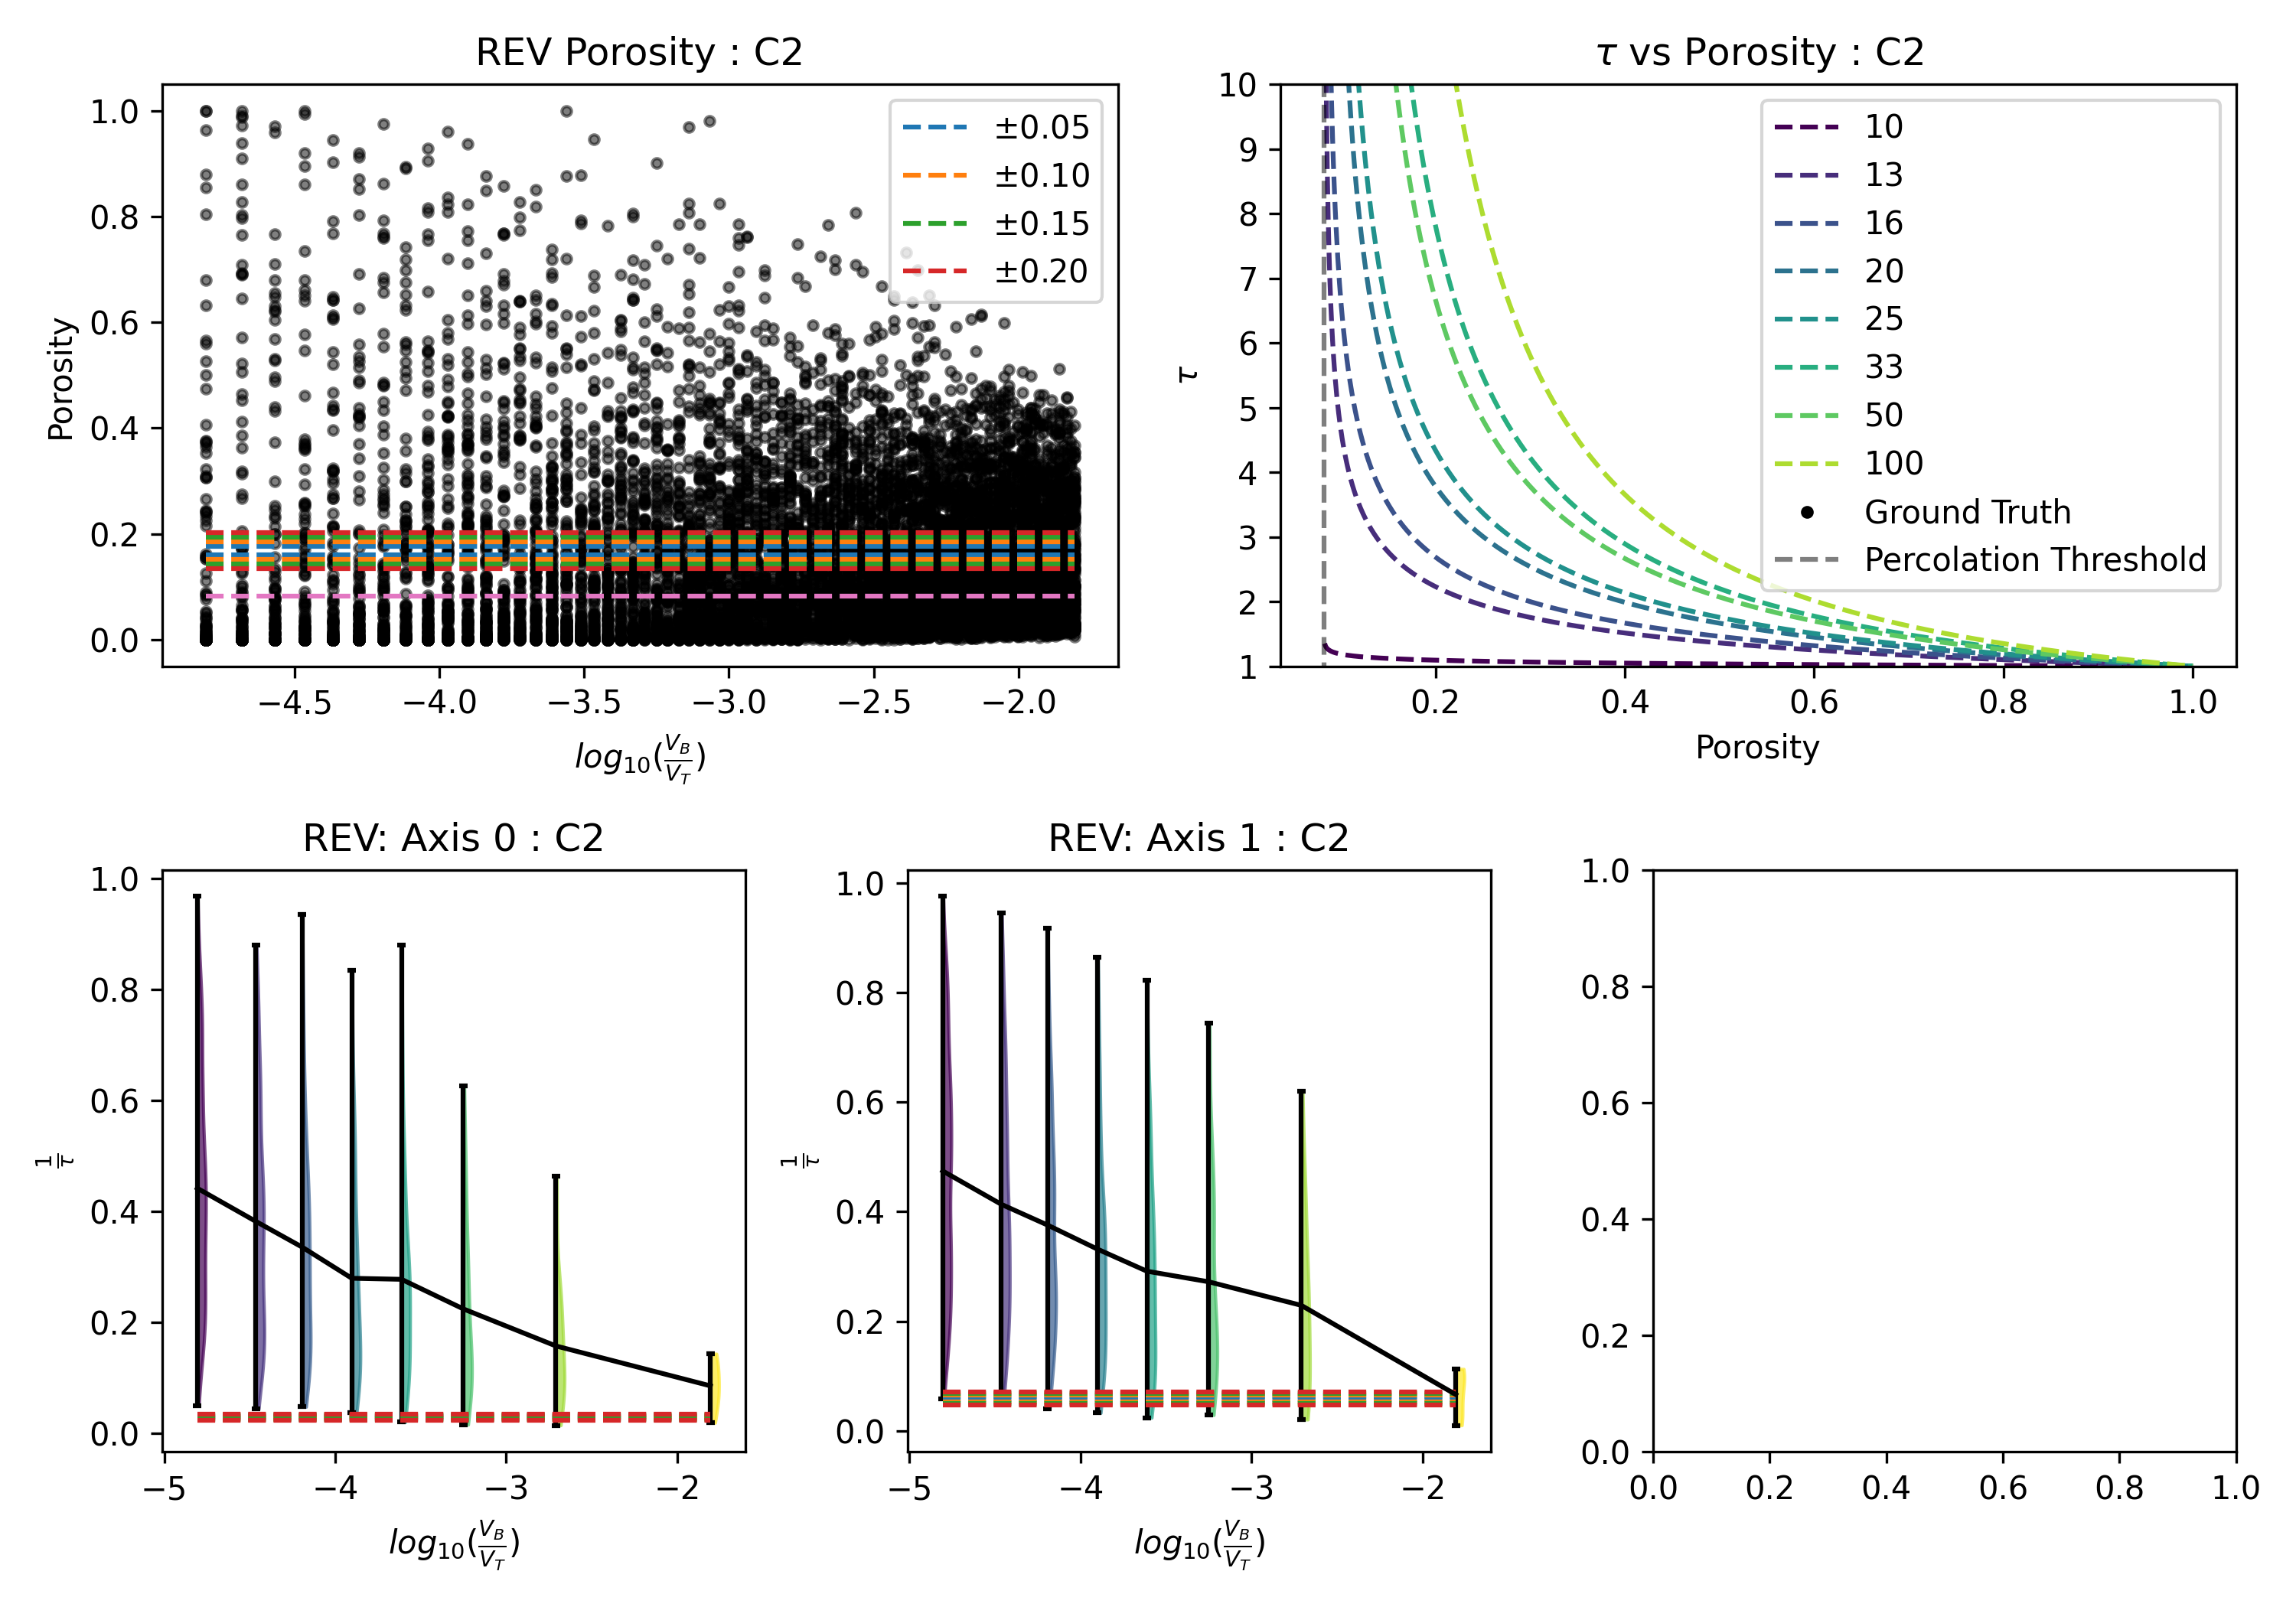 REV Porosity : C2
1.0
0.8
0.6
0.4
0.2
0.0
Porosity
±0.05
±0.10
±0.15
±0.20
−4.5 −4.0 −3.5 −3.0 −2.5 −2.0
log10(VB/VT)
τ vs Porosity : C2
10
9
8
7
6
5
4
3
2
1
τ
10
13
16
20
25
33
50
100
Ground Truth
Percolation Threshold
0.2 0.4 0.6 0.8 1.0
Porosity
REV: Axis 0 : C2
1.0
0.8
0.6
0.4
0.2
0.0
1/τ
−5 −4 −3 −2
log10(VB/VT)
REV: Axis 1 : C2
1.0
0.8
0.6
0.4
0.2
0.0
1/τ
−5 −4 −3 −2
log10(VB/VT)
1.0
0.8
0.6
0.4
0.2
0.0
0.0 0.2 0.4 0.6 0.8 1.0